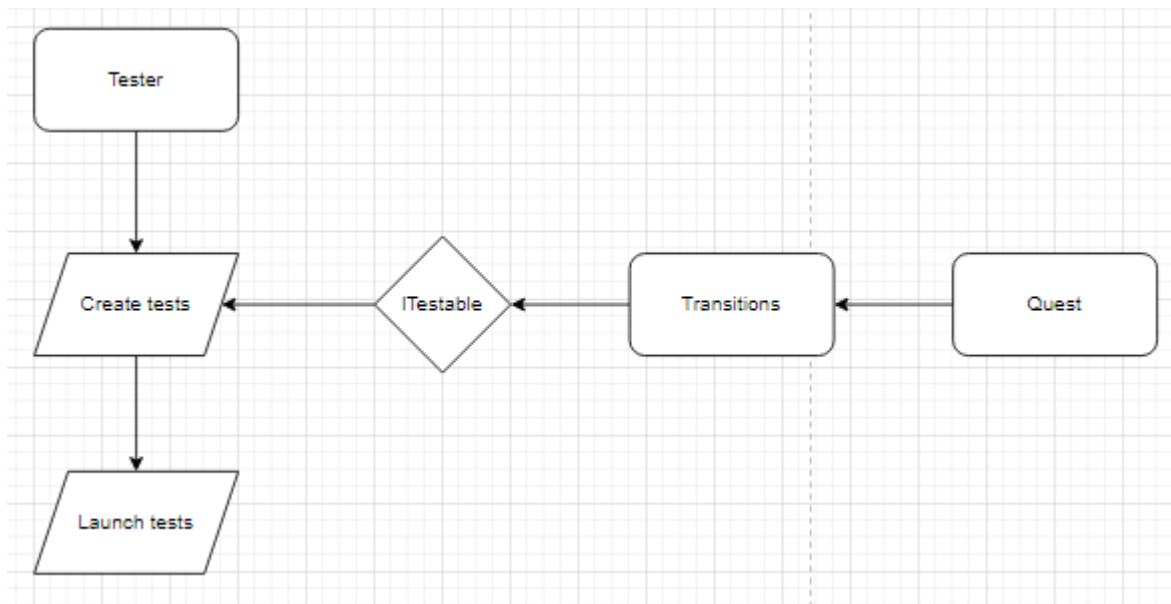 Tester
Create tests
ITestable
Transitions
Quest
Launch tests